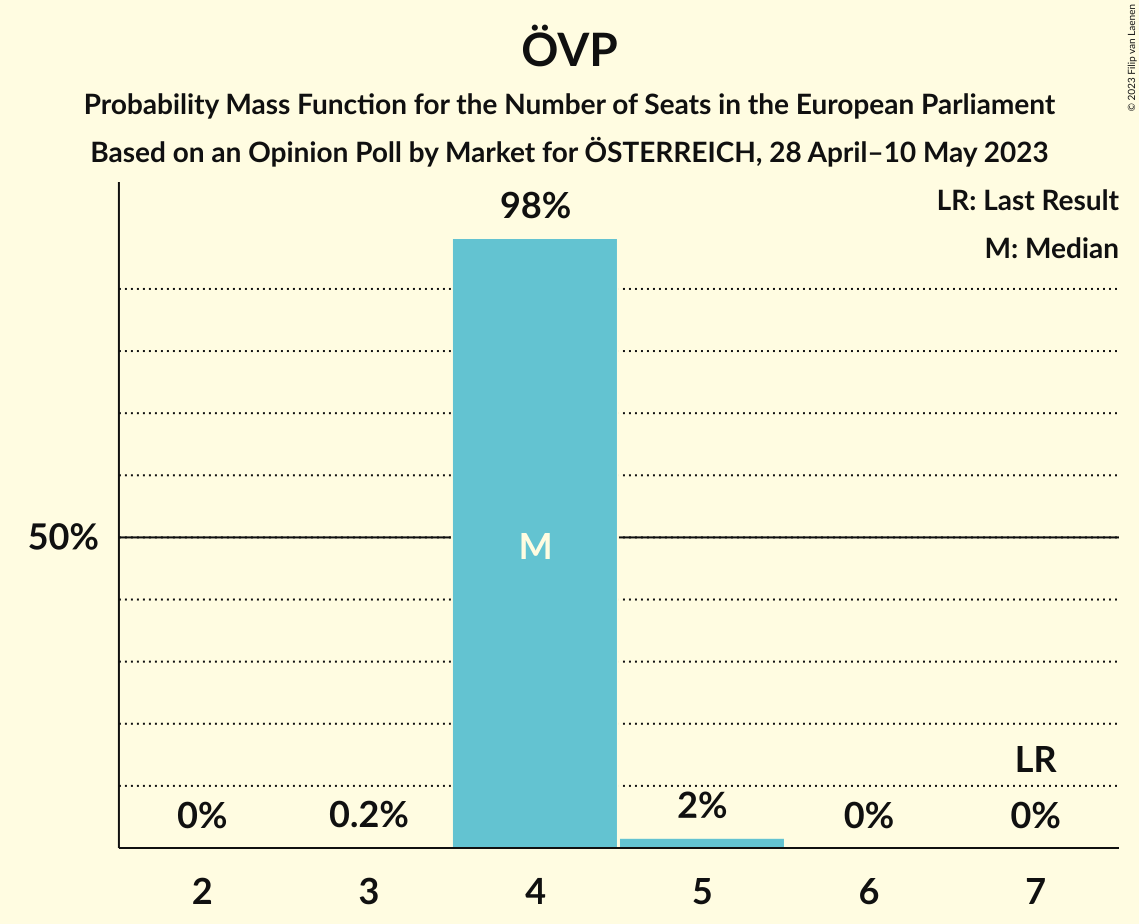 ÖVP
Probability Mass Function for the Number of Seats in the European Parliament
Based on an Opinion Poll by Market for ÖSTERREICH, 28 April–10 May 2023
© 2023 Filip van Laenen
LR: Last Result
M: Median
98%
50%
M
LR
0%
0.2%
2%
0%
0%
2
3
4
5
6
7